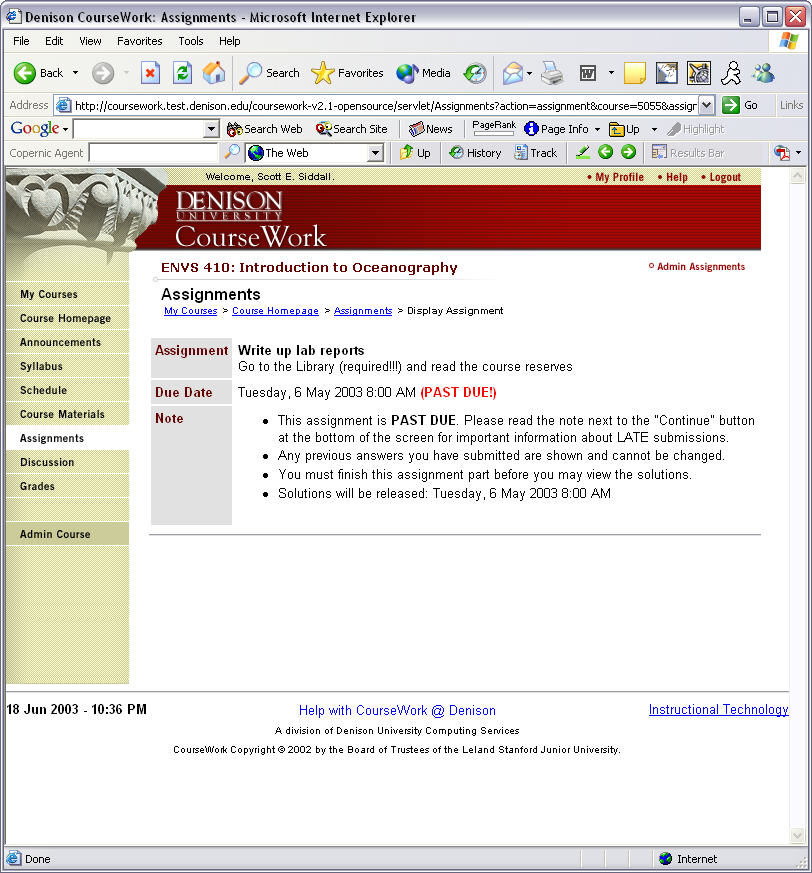 Denison CourseWork: Assignments - Microsoft Internet Explorer
File Edit View Favorites Tools Help
Back Search Favorites Media
Address http://coursework.test.denison.edu/coursework-v2.1-opensource/servlet/Assignments?action=assignment&course=5055&assigr Go Links
Google Search Web Search Site News PageRank Page Info Up Highlight
Copernic Agent The Web Up History Track Results Bar
Welcome, Scott E. Siddall. • My Profile • Help • Logout
DENISON
UNIVERSITY
CourseWork
ENVS 410: Introduction to Oceanography
Admin Assignments
Assignments
My Courses > Course Homepage > Assignments > Display Assignment
My Courses
Course Homepage
Announcements
Syllabus
Schedule
Course Materials
Assignments
Discussion
Grades
Admin Course
Assignment Write up lab reports
Go to the Library (required!!!) and read the course reserves
Due Date Tuesday, 6 May 2003 8:00 AM (PAST DUE!)
Note
• This assignment is PAST DUE. Please read the note next to the "Continue" button
at the bottom of the screen for important information about LATE submissions.
• Any previous answers you have submitted are shown and cannot be changed.
• You must finish this assignment part before you may view the solutions.
• Solutions will be released: Tuesday, 6 May 2003 8:00 AM
18 Jun 2003 - 10:36 PM Help with CourseWork @ Denison Instructional Technology
A division of Denison University Computing Services
CourseWork Copyright © 2002 by the Board of Trustees of the Leland Stanford Junior University.
Done Internet